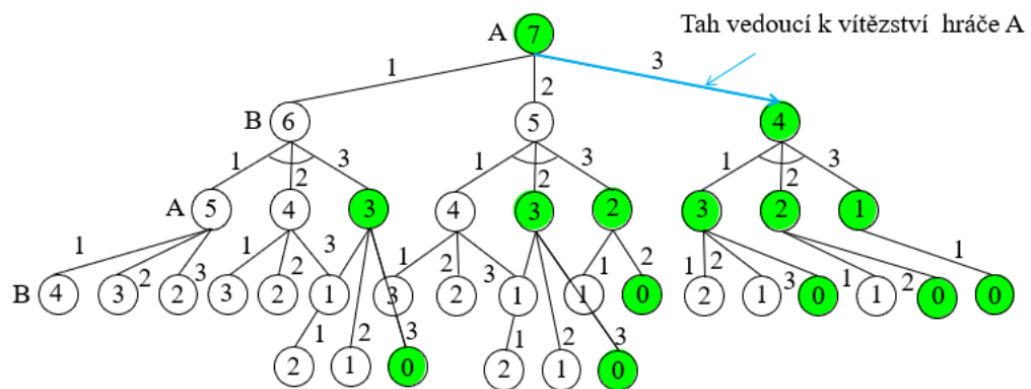 Tah vedoucí k vítězství hráče A
A 7
1 2 3
B 6 5 4
1 2 3 1 2 3 1 2 3
A 5 4 3 4 3 2 3 2 1
1 2 3 1 2 3 1 2 3 1 2 1 2 3 1 2 1
B 4 3 2 3 2 1 3 2 1 1 0 2 1 0 1 0 0
1 2 3 1 2 3
2 1 0 2 1 0